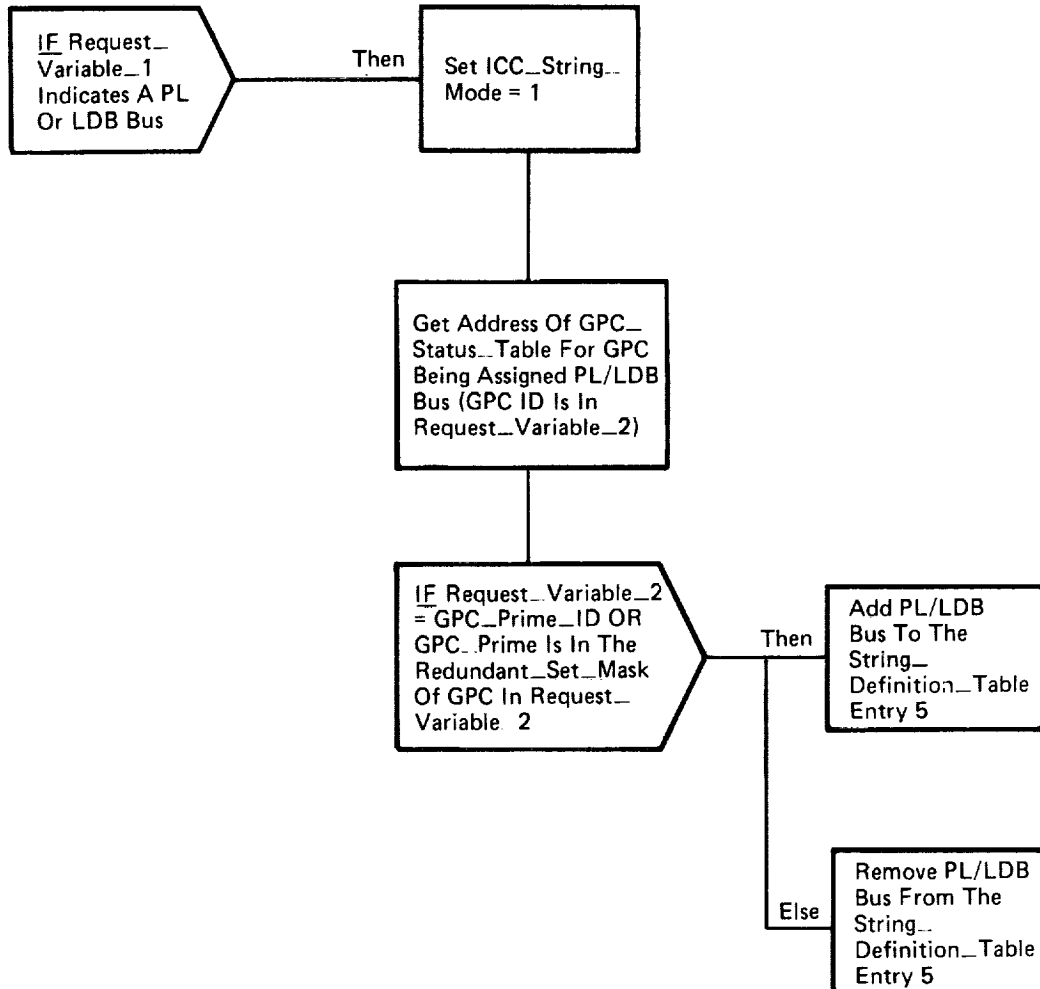 IF Request_
Variable_1
Indicates A PL
Or LDB Bus
Then
Set ICC_String_
Mode = 1
Get Address Of GPC_
Status_Table For GPC
Being Assigned PL/LDB
Bus (GPC ID Is In
Request_Variable_2)
IF Request_Variable_2
= GPC_Prime_ID OR
GPC_Prime Is In The
Redundant_Set_Mask
Of GPC In Request_
Variable 2
Then
Add PL/LDB
Bus To The
String_
Definition_Table
Entry 5
Else
Remove PL/LDB
Bus From The
String_
Definition_Table
Entry 5